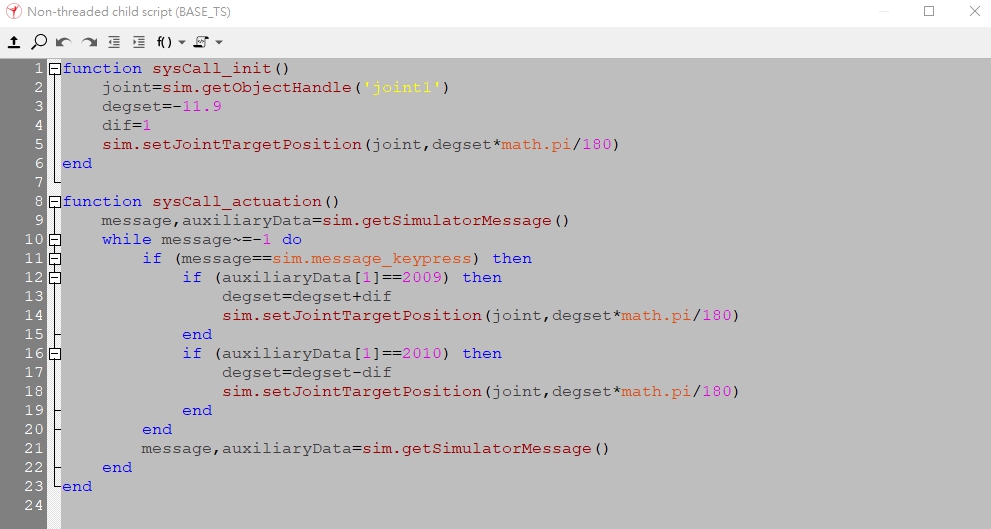 Non-threaded child script (BASE_TS)
f()
1 function sysCall_init()
2     joint=sim.getObjectHandle('joint1')
3     degset=-11.9
4     dif=1
5     sim.setJointTargetPosition(joint,degset*math.pi/180)
6 end
7
8 function sysCall_actuation()
9     message,auxiliaryData=sim.getSimulatorMessage()
10     while message~=-1 do
11         if (message==sim.message_keypress) then
12             if (auxiliaryData[1]==2009) then
13                 degset=degset+dif
14                 sim.setJointTargetPosition(joint,degset*math.pi/180)
15             end
16             if (auxiliaryData[1]==2010) then
17                 degset=degset-dif
18                 sim.setJointTargetPosition(joint,degset*math.pi/180)
19             end
20         end
21         message,auxiliaryData=sim.getSimulatorMessage()
22     end
23 end
24